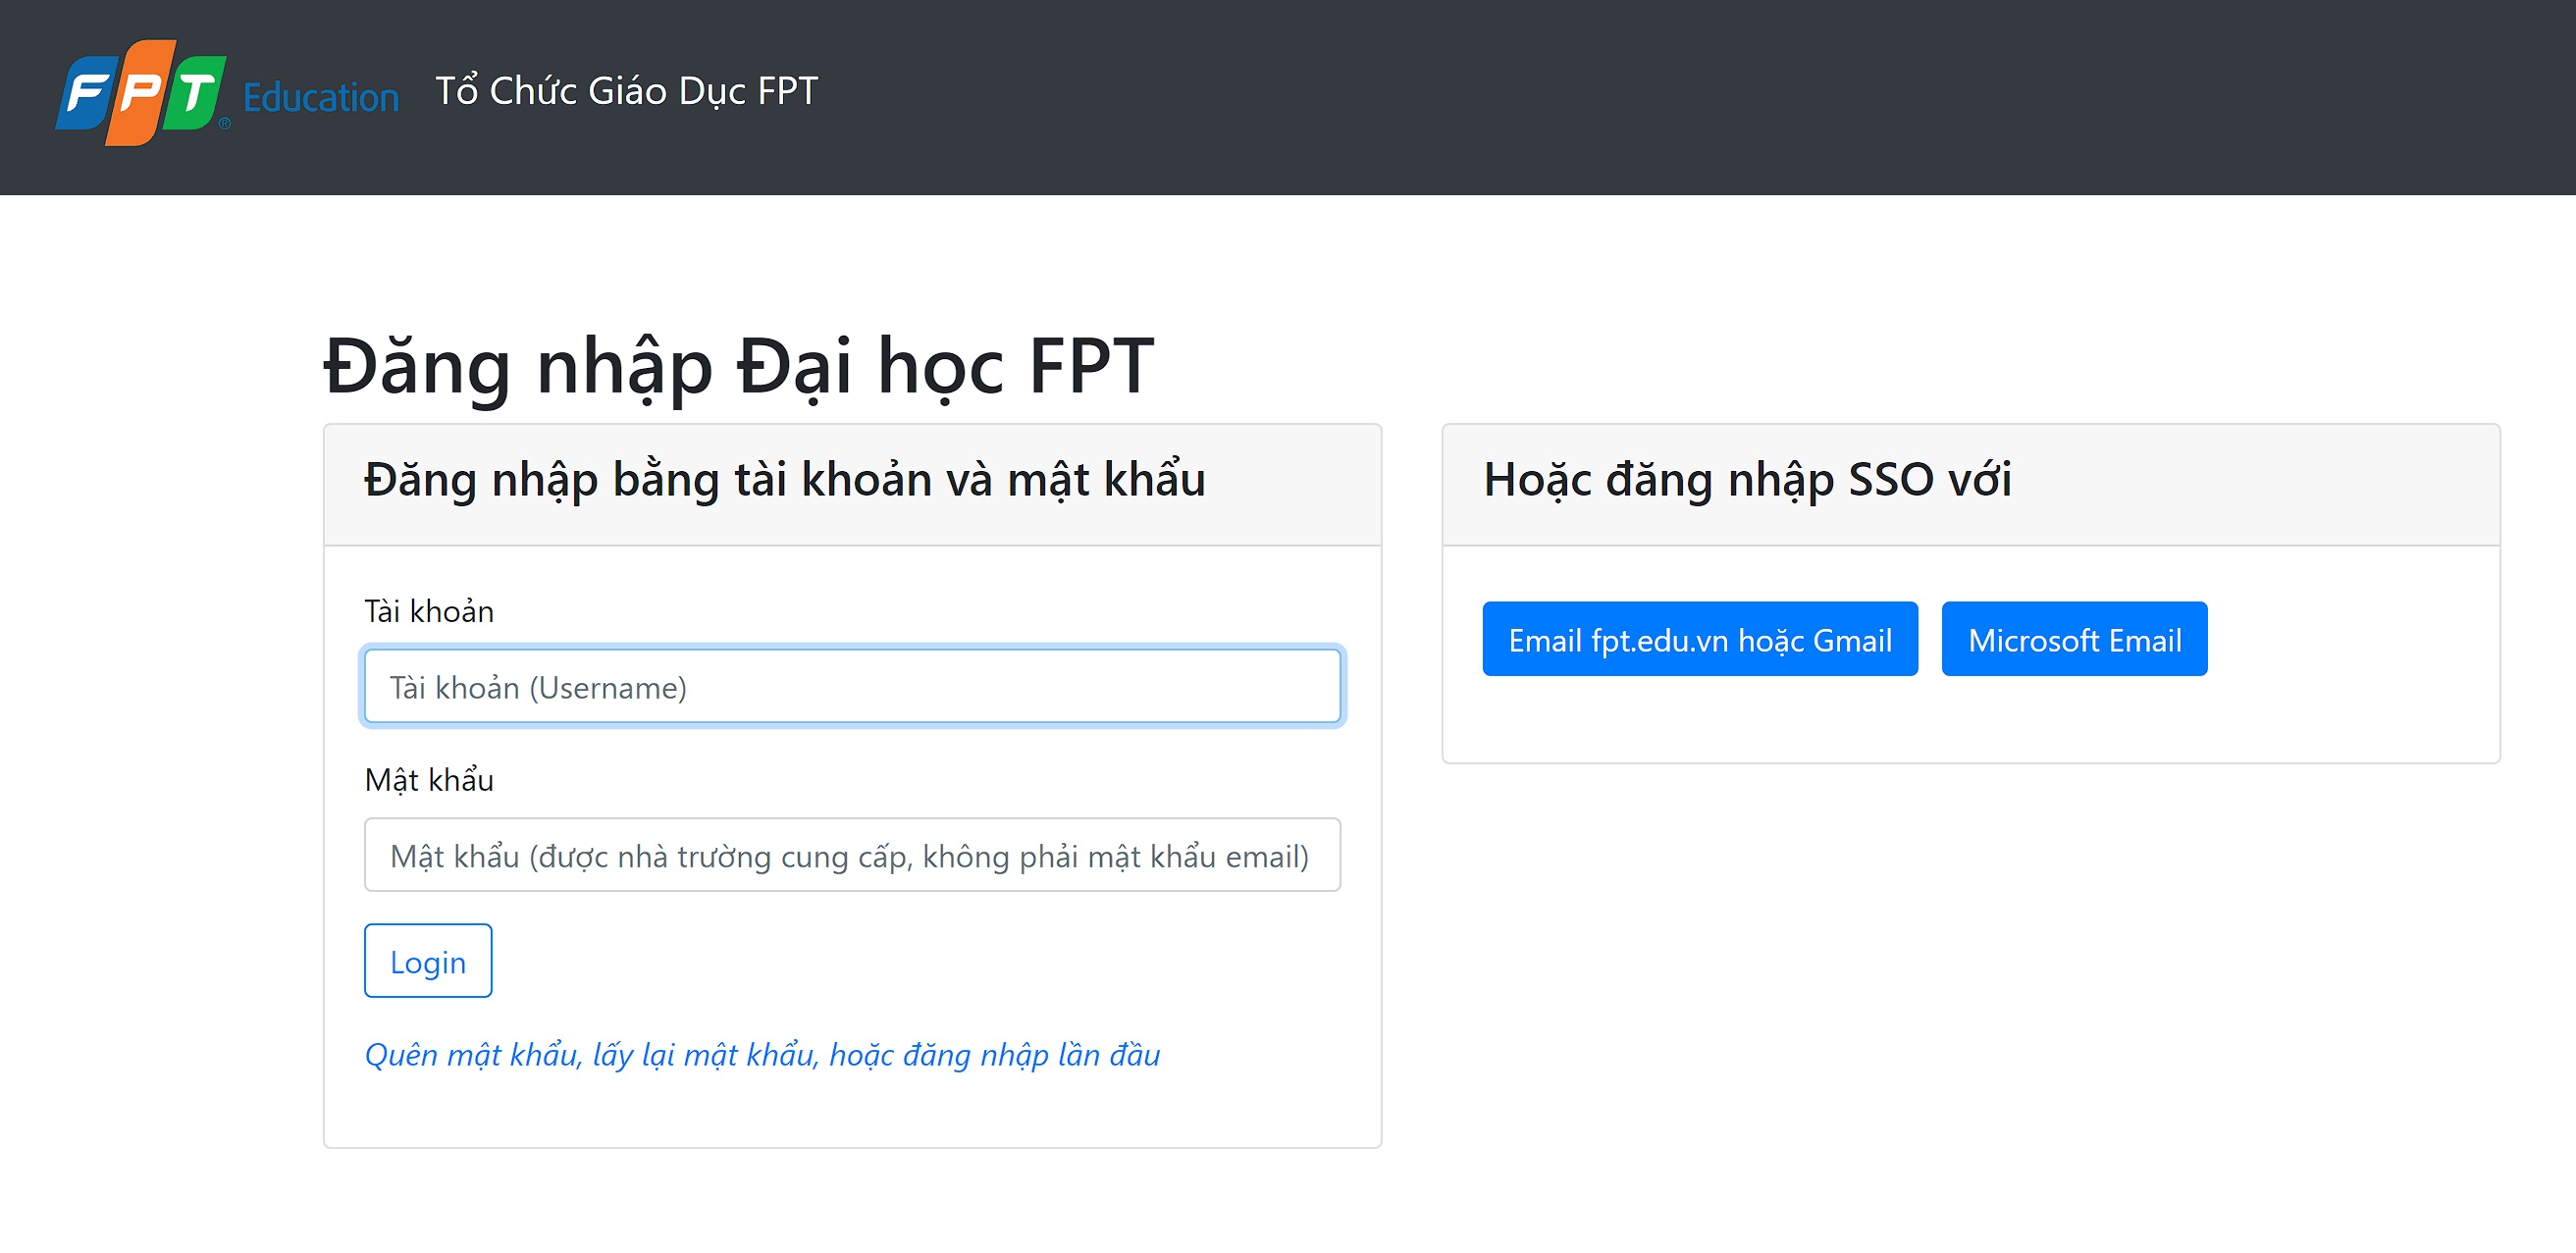 FPT® Education
Tổ Chức Giáo Dục FPT
Đăng nhập Đại học FPT
Đăng nhập bằng tài khoản và mật khẩu
Tài khoản
Tài khoản (Username)
Mật khẩu
Mật khẩu (được nhà trường cung cấp, không phải mật khẩu email)
Login
Quên mật khẩu, lấy lại mật khẩu, hoặc đăng nhập lần đầu
Hoặc đăng nhập SSO với
Email fpt.edu.vn hoặc Gmail
Microsoft Email